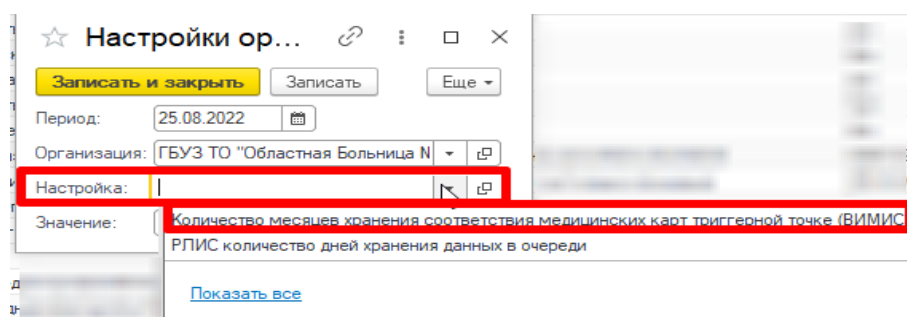 Настройки ор...
Записать и закрыть Записать Еще
Период: 25.08.2022
Организация: ГБУЗ ТО "Областная Больница N
Настройка:
Значение:
Количество месяцев хранения соответствия медицинских карт триггерной точке (ВИМИС
РЛИС количество дней хранения данных в очереди
Показать все